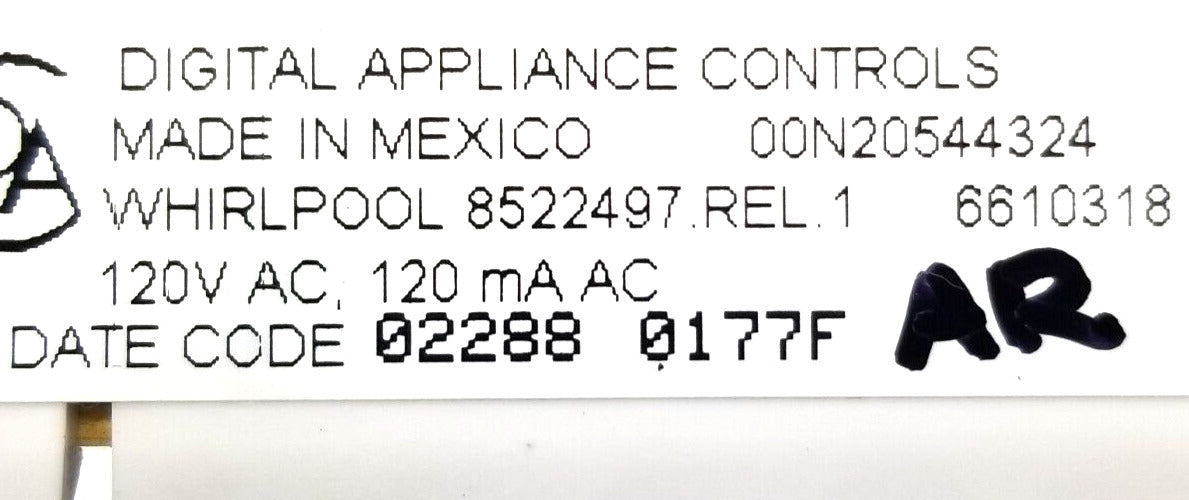 DIGITAL APPLIANCE CONTROLS
MADE IN MEXICO 00N20544324
WHIRLPOOL 8522497.REL.1 6610318
120V AC, 120 mA AC
DATE CODE 02288 0177F AR